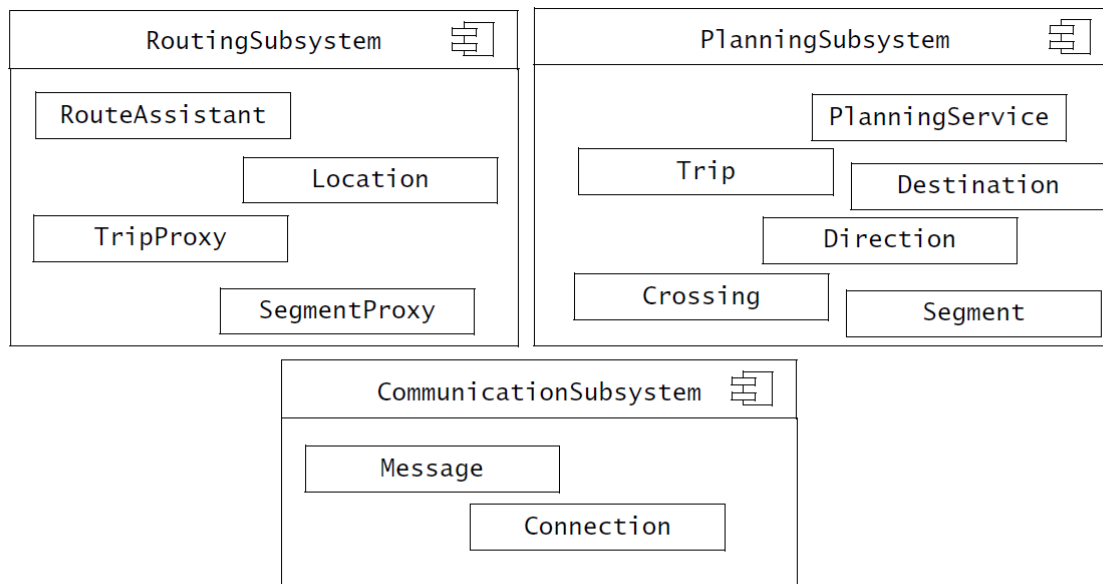 RoutingSubsystem
RouteAssistant
Location
TripProxy
SegmentProxy
PlanningSubsystem
PlanningService
Trip
Destination
Direction
Crossing
Segment
CommunicationSubsystem
Message
Connection